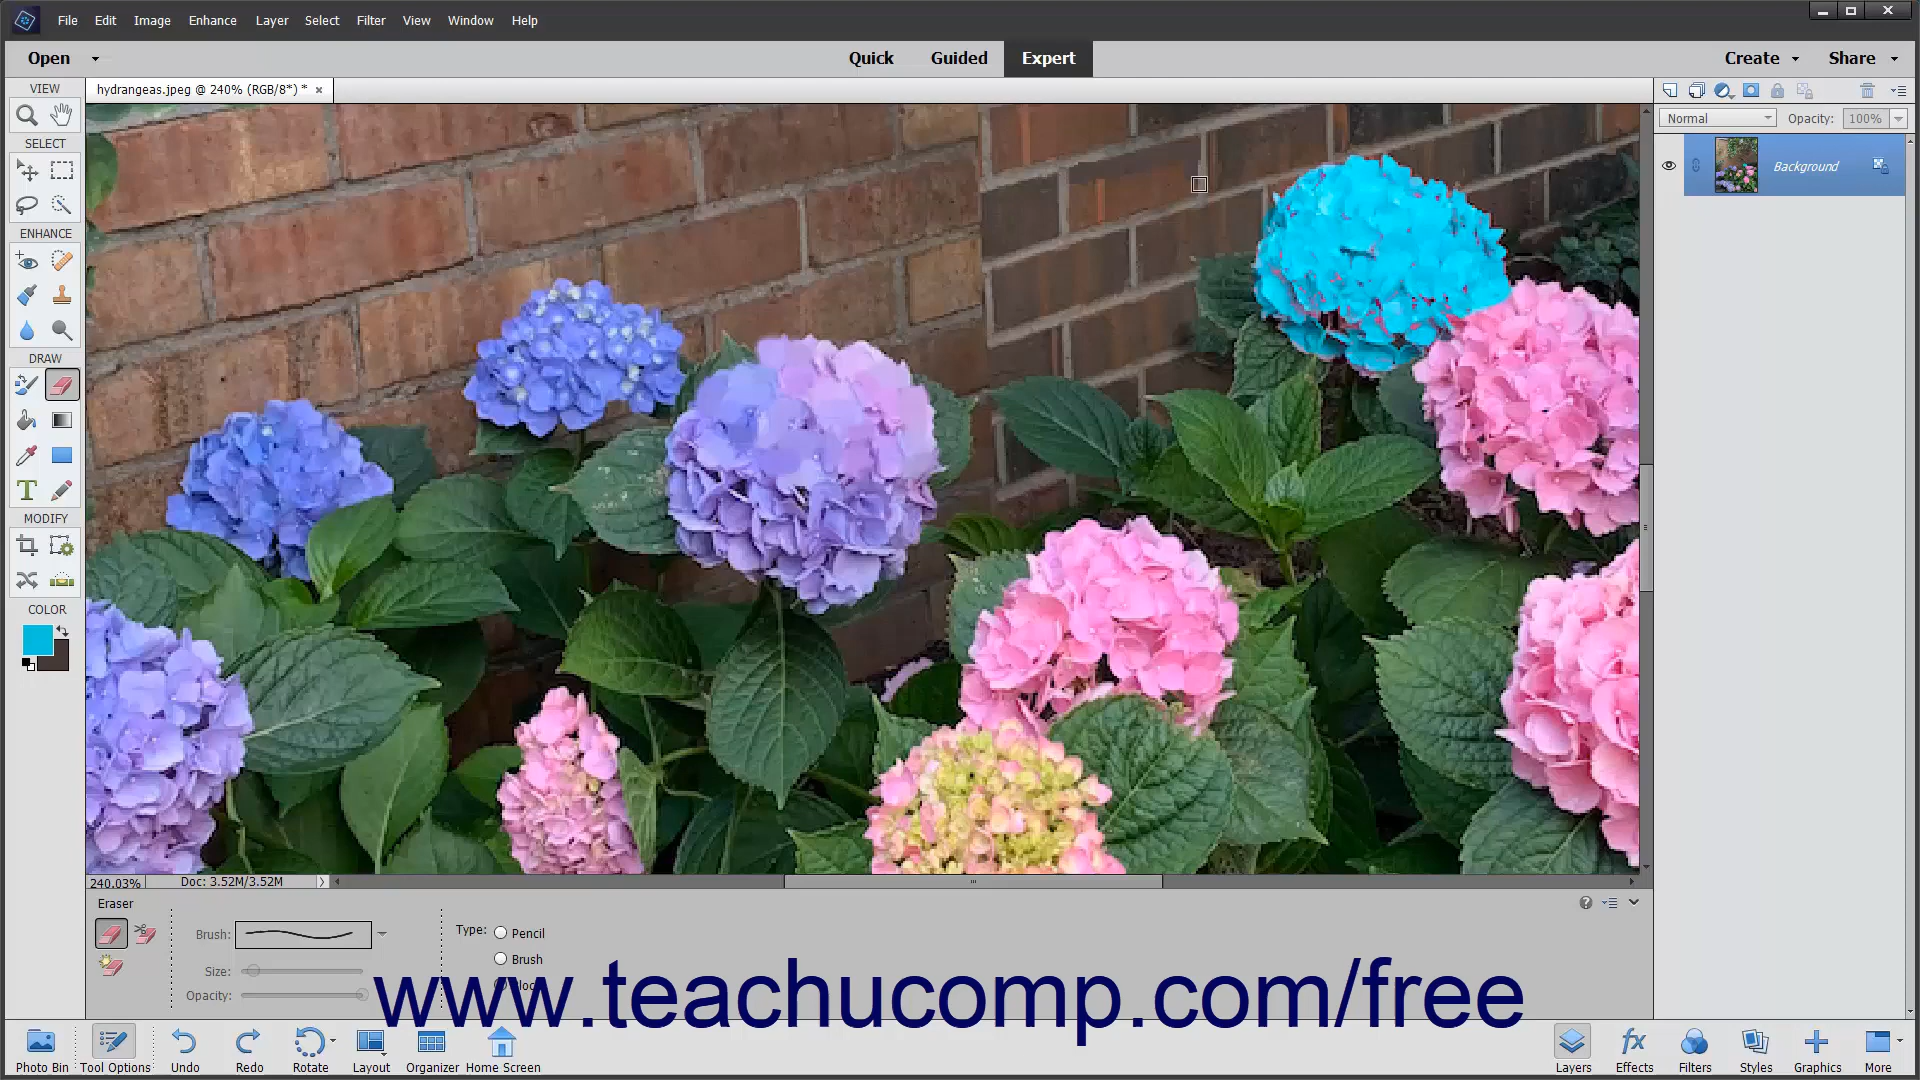 File Edit Image Enhance Layer Select Filter View Window Help
Open Quick Guided Expert Create Share
VIEW
hydrangeas.jpeg @ 240% (RGB/8*) * ×
Normal Opacity: 100%
SELECT
Background
ENHANCE
DRAW
MODIFY
COLOR
240.03% Doc: 3.52M/3.52M
Eraser
Brush: Type: Pencil
Brush
Size:
Opacity:
www.teachucomp.com/free
Photo Bin Tool Options Undo Redo Rotate Layout Organizer Home Screen Layers Effects Filters Styles Graphics More